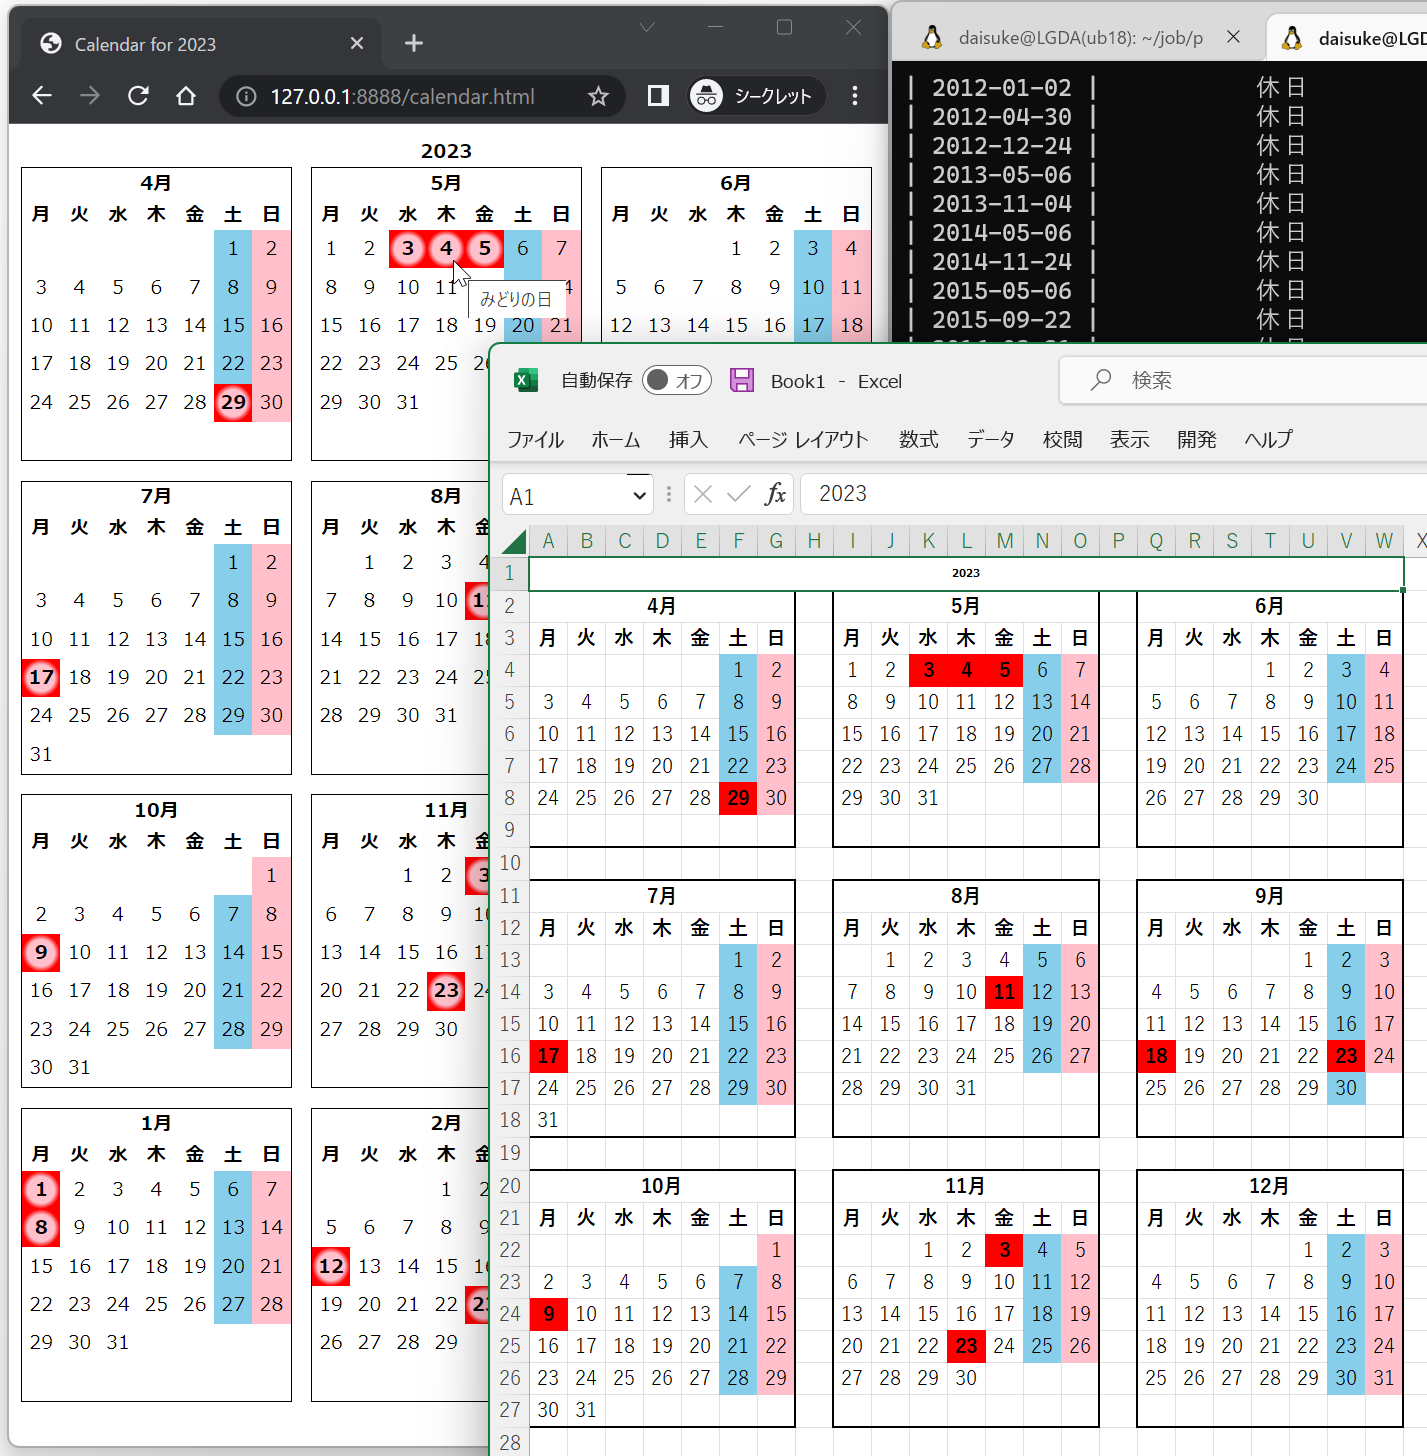 Calendar for 2023
127.0.0.1:8888/calendar.html
シークレット
2023
4月 5月 6月
月 火 水 木 金 土 日 月 火 水 木 金 土 日 月 火 水 木 金 土 日
1 2 1 2 3 4 5 6 7 1 2 3 4
3 4 5 6 7 8 9 8 9 10 11 4 5 6 7 8 9 10 11
みどりの日
10 11 12 13 14 15 16 15 16 17 18 19 20 21 12 13 14 15 16 17 18
17 18 19 20 21 22 23 22 23 24 25
24 25 26 27 28 29 30 29 30 31
7月 8月
月 火 水 木 金 土 日 月 火 水 木
1 2 1 2 3 4
3 4 5 6 7 8 9 7 8 9 10 11
10 11 12 13 14 15 16 14 15 16 17
17 18 19 20 21 22 23 21 22 23 24
24 25 26 27 28 29 30 28 29 30 31
31
10月 11月
月 火 水 木 金 土 日 月 火 水 木
1 1 2 3
2 3 4 5 6 7 8 6 7 8 9
9 10 11 12 13 14 15 13 14 15 16
16 17 18 19 20 21 22 20 21 22 23
23 24 25 26 27 28 29 27 28 29 30
30 31
1月 2月
月 火 水 木 金 土 日 月 火 水 木
1 2 3 4 5 6 7 1 2
8 9 10 11 12 13 14 5 6 7 8 9
15 16 17 18 19 20 21 12 13 14 15
22 23 24 25 26 27 28 19 20 21 22
29 30 31 26 27 28 29
daisuke@LGDA(ub18): ~/job/p
daisuke@LGD
| 2012-01-02 | 休日
| 2012-04-30 | 休日
| 2012-12-24 | 休日
| 2013-05-06 | 休日
| 2013-11-04 | 休日
| 2014-05-06 | 休日
| 2014-11-24 | 休日
| 2015-05-06 | 休日
| 2015-09-22 | 休日
自動保存 オフ Book1 - Excel 検索
ファイル ホーム 挿入 ページ レイアウト 数式 データ 校閲 表示 開発 ヘルプ
A1 fx 2023
A B C D E F G H I J K L M N O P Q R S T U V W X
1 2023
2 4月 5月 6月
3 月 火 水 木 金 土 日 月 火 水 木 金 土 日 月 火 水 木 金 土 日
4 1 2 1 2 3 4 5 6 7 1 2 3 4
5 3 4 5 6 7 8 9 8 9 10 11 12 13 14 5 6 7 8 9 10 11
6 10 11 12 13 14 15 16 15 16 17 18 19 20 21 12 13 14 15 16 17 18
7 17 18 19 20 21 22 23 22 23 24 25 26 27 28 19 20 21 22 23 24 25
8 24 25 26 27 28 29 30 29 30 31 26 27 28 29 30
9
10
11 7月 8月 9月
12 月 火 水 木 金 土 日 月 火 水 木 金 土 日 月 火 水 木 金 土 日
13 1 2 1 2 3 4 5 6 1 2 3
14 3 4 5 6 7 8 9 7 8 9 10 11 12 13 4 5 6 7 8 9 10
15 10 11 12 13 14 15 16 14 15 16 17 18 19 20 11 12 13 14 15 16 17
16 17 18 19 20 21 22 23 21 22 23 24 25 26 27 18 19 20 21 22 23 24
17 24 25 26 27 28 29 30 28 29 30 31 25 26 27 28 29 30
18 31
19
20 10月 11月 12月
21 月 火 水 木 金 土 日 月 火 水 木 金 土 日 月 火 水 木 金 土 日
22 1 1 2 3 4 5 1 2 3
23 2 3 4 5 6 7 8 6 7 8 9 10 11 12 4 5 6 7 8 9 10
24 9 10 11 12 13 14 15 13 14 15 16 17 18 19 11 12 13 14 15 16 17
25 16 17 18 19 20 21 22 20 21 22 23 24 25 26 18 19 20 21 22 23 24
26 23 24 25 26 27 28 29 27 28 29 30 25 26 27 28 29 30 31
27 30 31
28